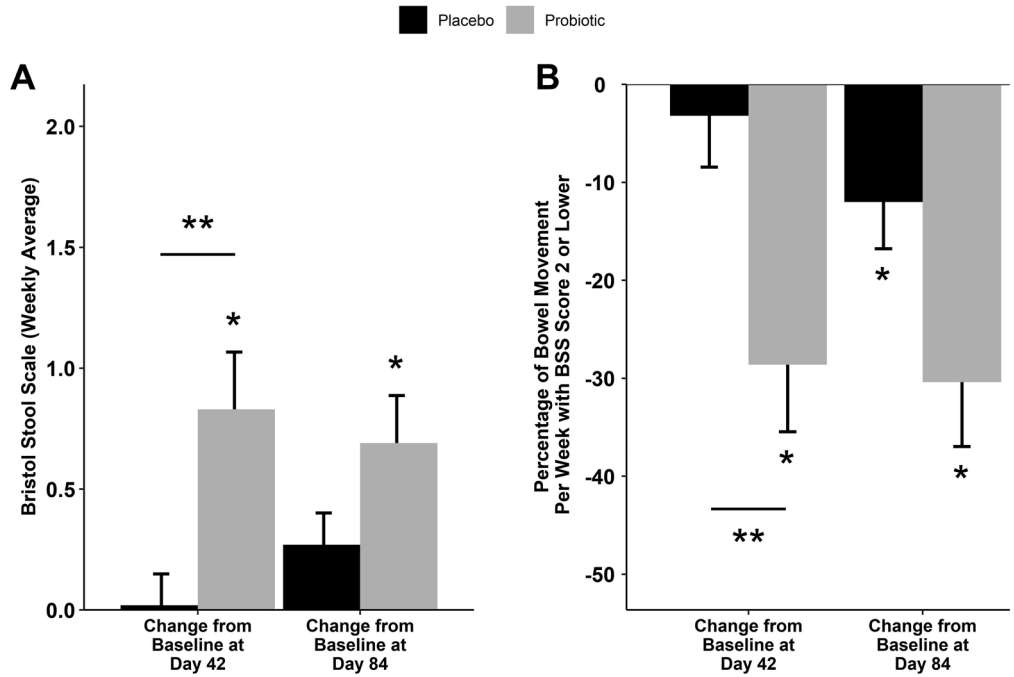 Placebo Probiotic
A
Bristol Stool Scale (Weekly Average)
2.0
1.5
1.0
0.5
0.0
**
*
*
Change from
Baseline at
Day 42
Change from
Baseline at
Day 84
B
Percentage of Bowel Movement
Per Week with BSS Score 2 or Lower
0
-10
-20
-30
-40
-50
*
*
*
**
Change from
Baseline at
Day 42
Change from
Baseline at
Day 84